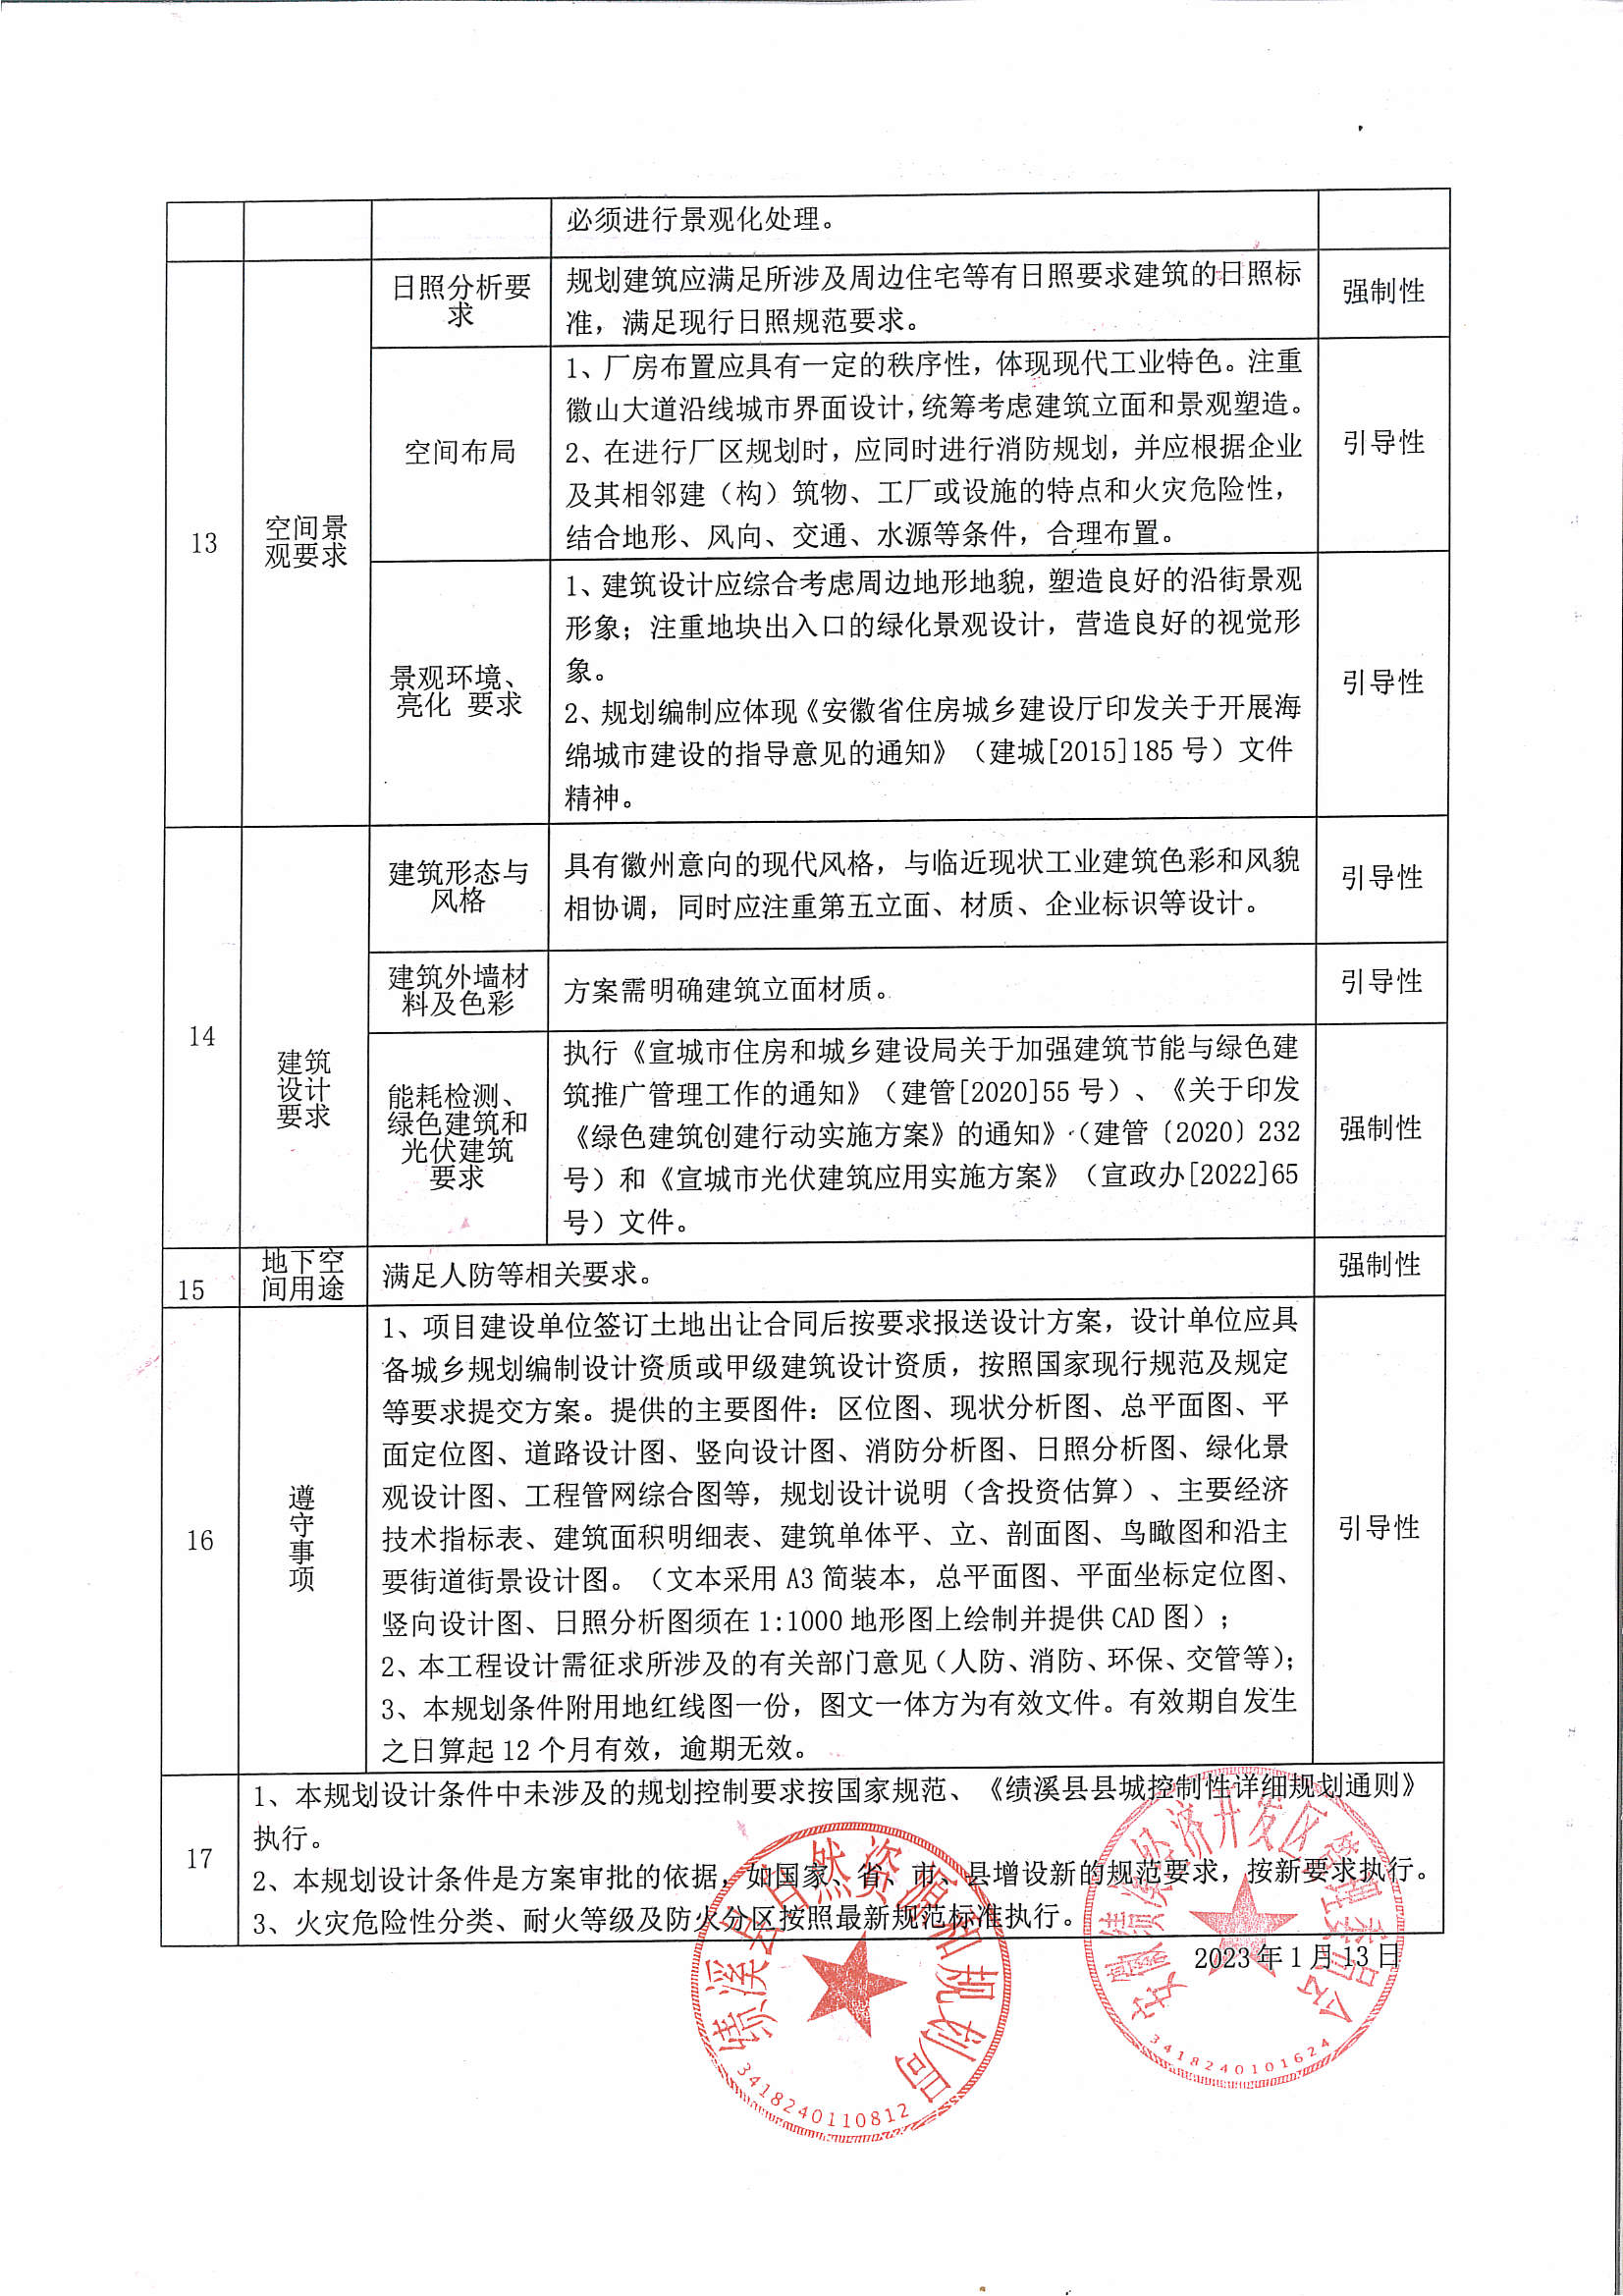 必须进行景观化处理。
13
空间景
观要求
日照分析要
求
规划建筑应满足所涉及周边住宅等有日照要求建筑的日照标
准，满足现行日照规范要求。
强制性
空间布局
1、厂房布置应具有一定的秩序性，体现现代工业特色。注重
徽山大道沿线城市界面设计，统筹考虑建筑立面和景观塑造。
2、在进行厂区规划时，应同时进行消防规划，并应根据企业
及其相邻建（构）筑物、工厂或设施的特点和火灾危险性，
结合地形、风向、交通、水源等条件，合理布置。
引导性
景观环境、
亮化 要求
1、建筑设计应综合考虑周边地形地貌，塑造良好的沿街景观
形象；注重地块出入口的绿化景观设计，营造良好的视觉形
象。
2、规划编制应体现《安徽省住房城乡建设厅印发关于开展海
绵城市建设的指导意见的通知》（建城[2015]185 号）文件
精神。
引导性
14
建筑
设计
要求
建筑形态与
风格
具有徽州意向的现代风格，与临近现状工业建筑色彩和风貌
相协调，同时应注重第五立面、材质、企业标识等设计。
引导性
建筑外墙材
料及色彩
方案需明确建筑立面材质。
引导性
能耗检测、
绿色建筑和
光伏建筑
要求
执行《宣城市住房和城乡建设局关于加强建筑节能与绿色建
筑推广管理工作的通知》（建管[2020]55 号）、《关于印发
《绿色建筑创建行动实施方案》的通知》（建管〔2020〕232
号）和《宣城市光伏建筑应用实施方案》（宣政办[2022]65
号）文件。
强制性
15
地下空
间用途
满足人防等相关要求。
强制性
16
遵
守
事
项
1、项目建设单位签订土地出让合同后按要求报送设计方案，设计单位应具
备城乡规划编制设计资质或甲级建筑设计资质，按照国家现行规范及规定
等要求提交方案。提供的主要图件：区位图、现状分析图、总平面图、平
面定位图、道路设计图、竖向设计图、消防分析图、日照分析图、绿化景
观设计图、工程管网综合图等，规划设计说明（含投资估算）、主要经济
技术指标表、建筑面积明细表、建筑单体平、立、剖面图、鸟瞰图和沿主
要街道街景设计图。（文本采用 A3 简装本，总平面图、平面坐标定位图、
竖向设计图、日照分析图须在 1:1000 地形图上绘制并提供 CAD 图）；
2、本工程设计需征求所涉及的有关部门意见（人防、消防、环保、交管等）；
3、本规划条件附用地红线图一份，图文一体方为有效文件。有效期自发生
之日算起 12 个月有效，逾期无效。
引导性
17
1、本规划设计条件中未涉及的规划控制要求按国家规范、《绩溪县县城控制性详细规划通则》
执行。
2、本规划设计条件是方案审批的依据，如国家、省、市、县增设新的规范要求，按新要求执行。
3、火灾危险性分类、耐火等级及防火分区按照最新规范标准执行。
2023 年 1 月 13 日
绩溪县自然资源和规划局
3418240110812
安徽绩溪经济开发区管理委员会
3418240101624